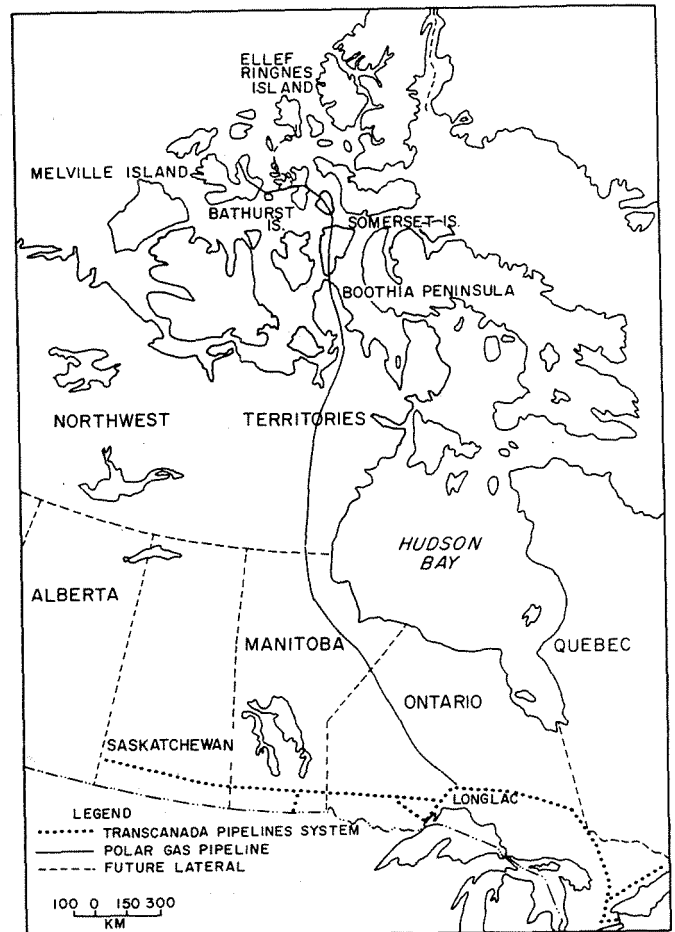 ELLEF
RINGNES
ISLAND
MELVILLE ISLAND
BATHURST
IS.
SOMERSET IS.
BOOTHIA PENINSULA
NORTHWEST TERRITORIES
HUDSON
BAY
ALBERTA
MANITOBA
QUEBEC
ONTARIO
SASKATCHEWAN
LONGLAC
LEGEND
TRANSCANADA PIPELINES SYSTEM
POLAR GAS PIPELINE
FUTURE LATERAL
100 0 150 300
KM